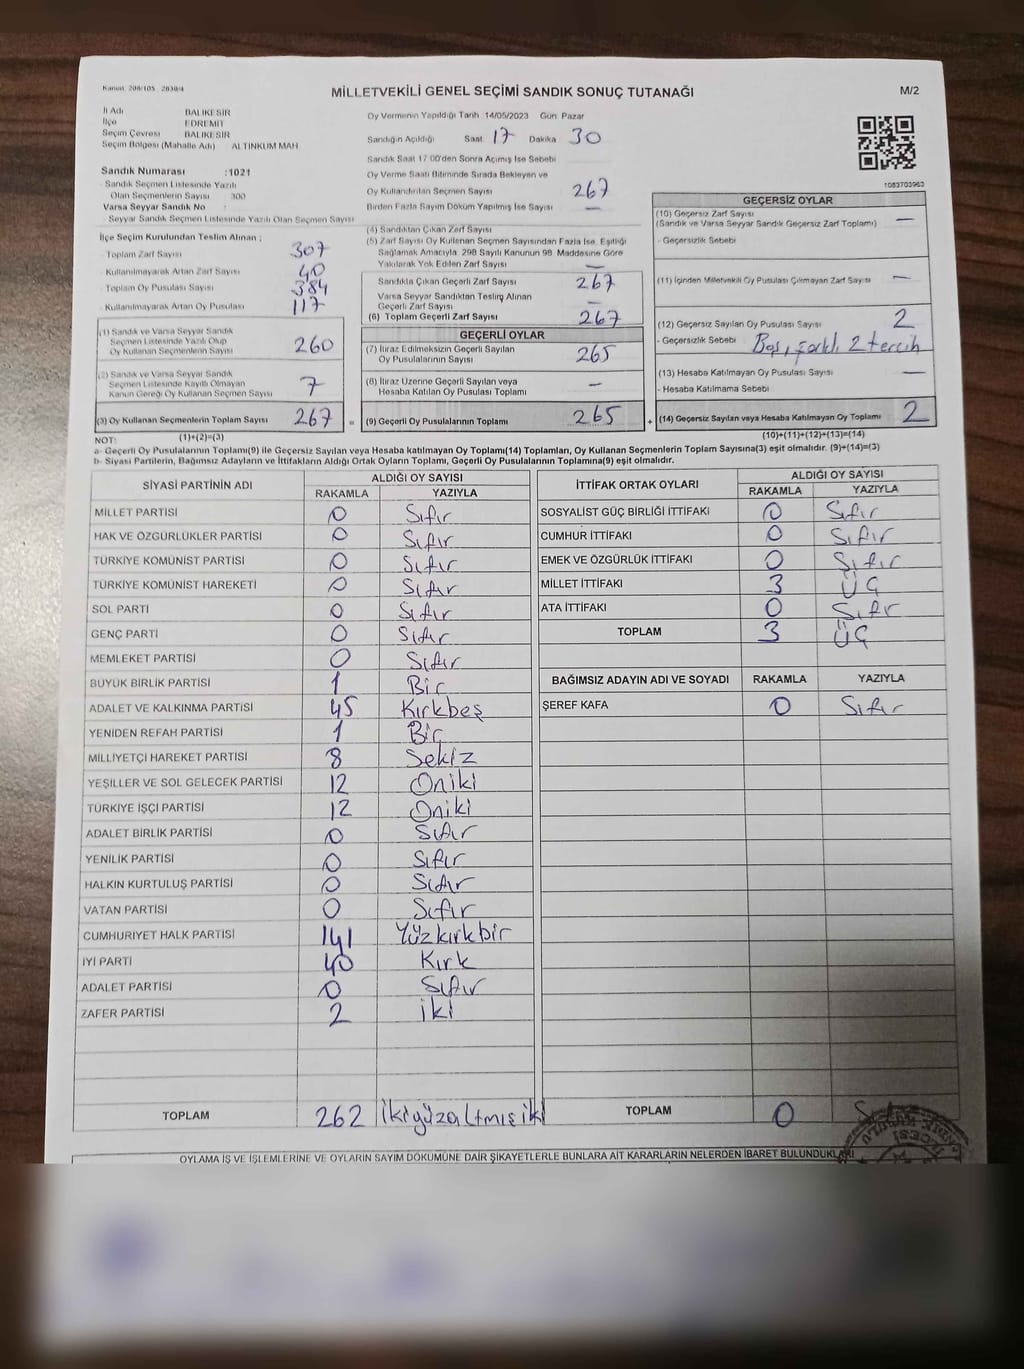 Kanun 298/105 , 2839/4
MİLLETVEKİLİ GENEL SEÇİMİ SANDIK SONUÇ TUTANAĞI
M/2
İl Adı BALIKESİR
İlçe EDREMİT
Seçim Çevresi BALIKESİR
Seçim Bölgesi (Mahalle Adı) ALTINKUM MAH
Sandık Numarası :1021
- Sandık Seçmen Listesinde Yazılı
Olan Seçmenlerin Sayısı : 300
Varsa Seyyar Sandık No :
- Seyyar Sandık Seçmen Listesinde Yazılı Olan Seçmen Sayısı
Oy Vermenin Yapıldığı Tarih 14/05/2023 Gün Pazar
Sandığın Açıldığı Saat 17 Dakika 30
Sandık Saat 17 00'den Sonra Açımış İse Sebebi
Oy Verme Saati Bitiminde Sırada Bekleyen ve
Oy Kullandırılan Seçmen Sayısı 267
Birden Fazla Sayım Döküm Yapılmış İse Sayısı —
1083703963
İlçe Seçim Kurulundan Teslim Alınan ;
- Toplam Zarf Sayısı 307
- Kullanılmayarak Artan Zarf Sayısı 40
- Toplam Oy Pusulası Sayısı 384
- Kullanılmayarak Artan Oy Pusulası 117
(1) Sandık ve Varsa Seyyar Sandık
Seçmen Listesinde Yazılı Olup
Oy Kullanan Seçmenlerin Sayısı 260
(2) Sandık ve Varsa Seyyar Sandık
Seçmen Listesinde Kayıtlı Olmayan
Kanun Gereği Oy Kullanan Seçmen Sayısı 7
(3) Oy Kullanan Seçmenlerin Toplam Sayısı 267
(4) Sandıktan Çıkan Zarf Sayısı
(5) Zarf Sayısı Oy Kullanan Seçmen Sayısından Fazla İse, Eşitliği
Sağlamak Amacıyla 298 Sayılı Kanunun 98. Maddesine Göre
Yakılarak Yok Edilen Zarf Sayısı —
Sandıkla Çıkan Geçerli Zarf Sayısı 267
Varsa Seyyar Sandıktan Teslim Alınan
Geçerli Zarf Sayısı —
(6) Toplam Geçerli Zarf Sayısı 267
GEÇERLİ OYLAR
(7) İtiraz Edilmeksizin Geçerli Sayılan
Oy Pusulalarının Sayısı 265
(8) İtiraz Üzerine Geçerli Sayılan veya
Hesaba Katılan Oy Pusulası Toplamı —
= (9) Geçerli Oy Pusulalarının Toplamı 265
GEÇERSİZ OYLAR
(10) Geçersiz Zarf Sayısı
(Sandık ve Varsa Seyyar Sandık Geçersiz Zarf Toplamı) —
- Geçersizlik Sebebi
(11) İçinden Milletvekili Oy Pusulası Çıkmayan Zarf Sayısı —
(12) Geçersiz Sayılan Oy Pusulası Sayısı 2
- Geçersizlik Sebebi Boş, farklı 2 tercih
(13) Hesaba Katılmayan Oy Pusulası Sayısı —
- Hesaba Katılmama Sebebi
+ (14) Geçersiz Sayılan veya Hesaba Katılmayan Oy Toplamı 2
NOT: (1)+(2)=(3) (10)+(11)+(12)+(13)=(14)
a- Geçerli Oy Pusulalarının Toplamı(9) ile Geçersiz Sayılan veya Hesaba katılmayan Oy Toplamı(14) Toplamları, Oy Kullanan Seçmenlerin Toplam Sayısına(3) eşit olmalıdır. (9)+(14)=(3)
b- Siyasi Partilerin, Bağımsız Adayların ve İttifakların Aldığı Ortak Oyların Toplamı, Geçerli Oy Pusulalarının Toplamına(9) eşit olmalıdır.
SİYASİ PARTİNİN ADI ALDIĞI OY SAYISI
RAKAMLA YAZIYLA
MİLLET PARTİSİ 0 Sıfır
HAK VE ÖZGÜRLÜKLER PARTİSİ 0 Sıfır
TÜRKİYE KOMÜNİST PARTİSİ 0 Sıfır
TÜRKİYE KOMÜNİST HAREKETİ 0 Sıfır
SOL PARTİ 0 Sıfır
GENÇ PARTİ 0 Sıfır
MEMLEKET PARTİSİ 0 Sıfır
BÜYÜK BİRLİK PARTİSİ 1 Bir
ADALET VE KALKINMA PARTİSİ 45 Kırkbeş
YENİDEN REFAH PARTİSİ 1 Bir
MİLLİYETÇİ HAREKET PARTİSİ 8 Sekiz
YEŞİLLER VE SOL GELECEK PARTİSİ 12 Oniki
TÜRKİYE İŞÇİ PARTİSİ 12 Oniki
ADALET BİRLİK PARTİSİ 0 Sıfır
YENİLİK PARTİSİ 0 Sıfır
HALKIN KURTULUŞ PARTİSİ 0 Sıfır
VATAN PARTİSİ 0 Sıfır
CUMHURİYET HALK PARTİSİ 141 Yüzkırkbir
İYİ PARTİ 40 Kırk
ADALET PARTİSİ 0 Sıfır
ZAFER PARTİSİ 2 İki
TOPLAM 262 İkiyüzaltmışiki
İTTİFAK ORTAK OYLARI ALDIĞI OY SAYISI
RAKAMLA YAZIYLA
SOSYALİST GÜÇ BİRLİĞİ İTTİFAKI 0 Sıfır
CUMHUR İTTİFAKI 0 Sıfır
EMEK VE ÖZGÜRLÜK İTTİFAKI 0 Sıfır
MİLLET İTTİFAKI 3 ÜÇ
ATA İTTİFAKI 0 Sıfır
TOPLAM 3 ÜÇ
BAĞIMSIZ ADAYIN ADI VE SOYADI RAKAMLA YAZIYLA
ŞEREF KAFA 0 Sıfır
TOPLAM 0
OYLAMA İŞ VE İŞLEMLERİNE VE OYLARIN SAYIM DÖKÜMÜNE DAİR ŞİKAYETLERLE BUNLARA AİT KARARLARIN NELERDEN İBARET BULUNDUKLARI